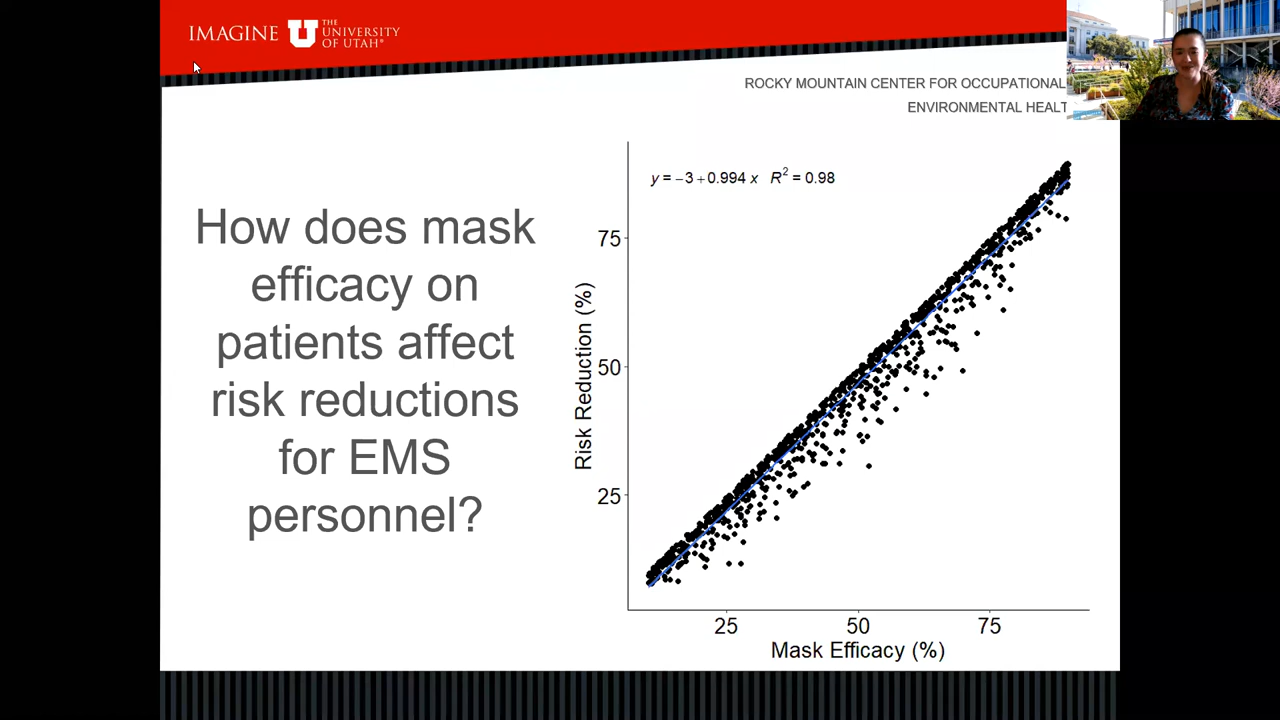 IMAGINE THE UNIVERSITY OF UTAH®
ROCKY MOUNTAIN CENTER FOR OCCUPATIONAL
ENVIRONMENTAL HEALT
How does mask
efficacy on
patients affect
risk reductions
for EMS
personnel?
y = −3+0.994 x R² = 0.98
75
50
25
Risk Reduction (%)
25 50 75
Mask Efficacy (%)